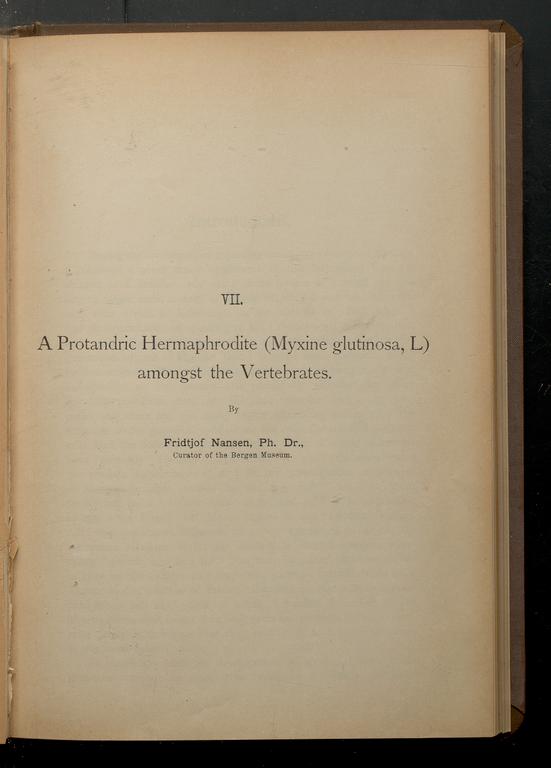 VII.
A Protandric Hermaphrodite (Myxine glutinosa, L)
amongst the Vertebrates.
By
Fridtjof Nansen, Ph. Dr.,
Curator of the Bergen Museum.